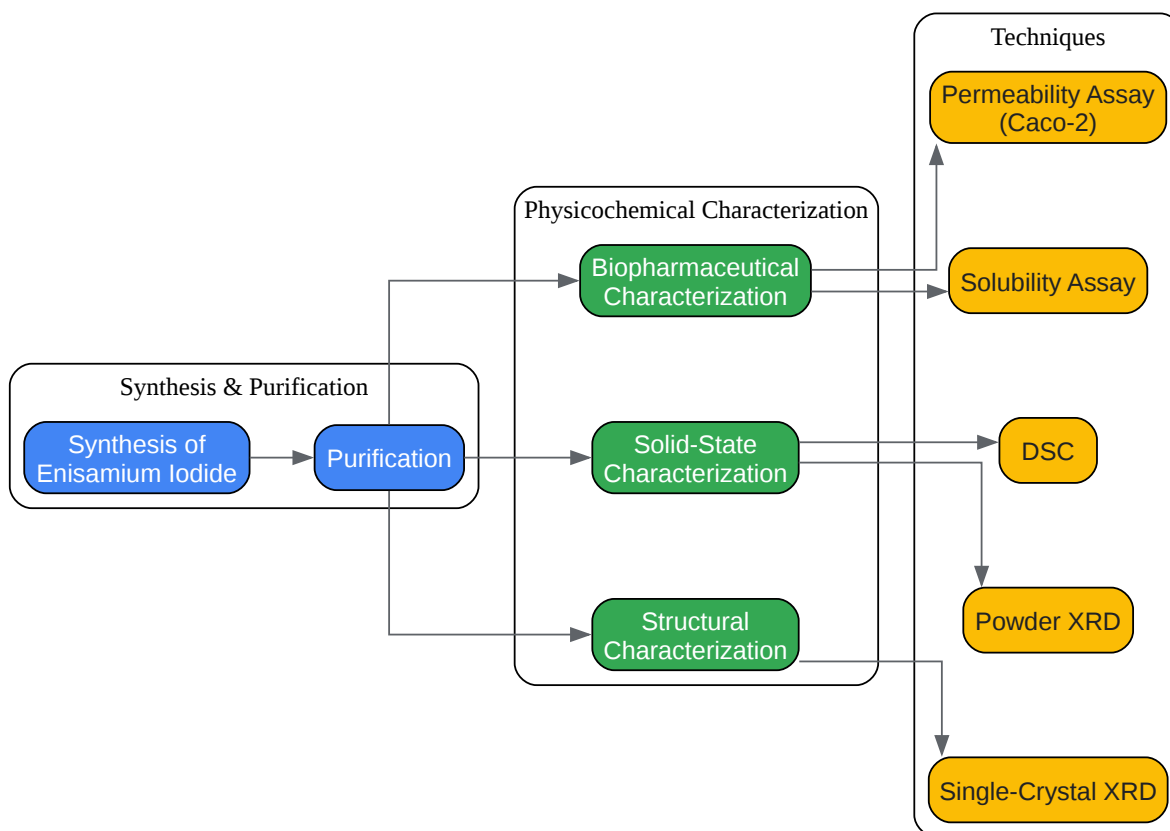 Techniques
Permeability Assay
(Caco-2)
Physicochemical Characterization
Biopharmaceutical
Characterization
Solubility Assay
Synthesis & Purification
Synthesis of
Enisamium Iodide
Purification
Solid-State
Characterization
DSC
Structural
Characterization
Powder XRD
Single-Crystal XRD